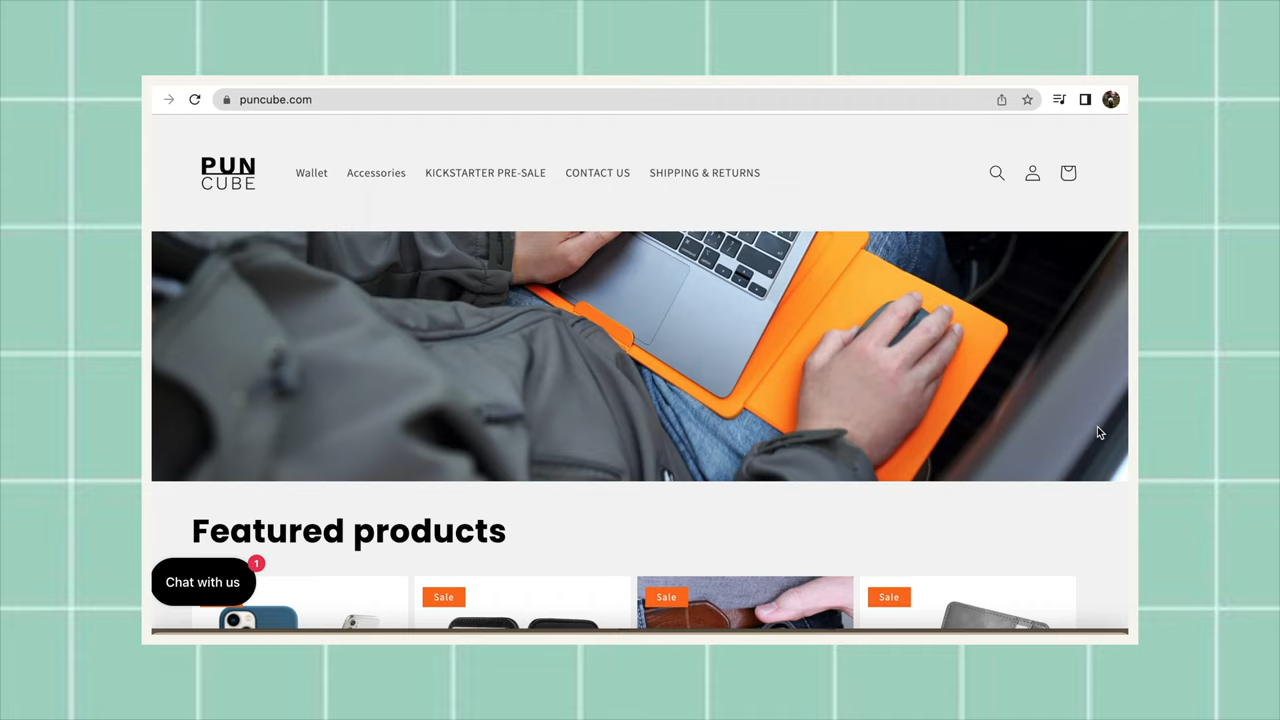 puncube.com
PUN
CUBE
Wallet Accessories KICKSTARTER PRE-SALE CONTACT US SHIPPING & RETURNS
Featured products
1
Chat with us
Sale Sale Sale